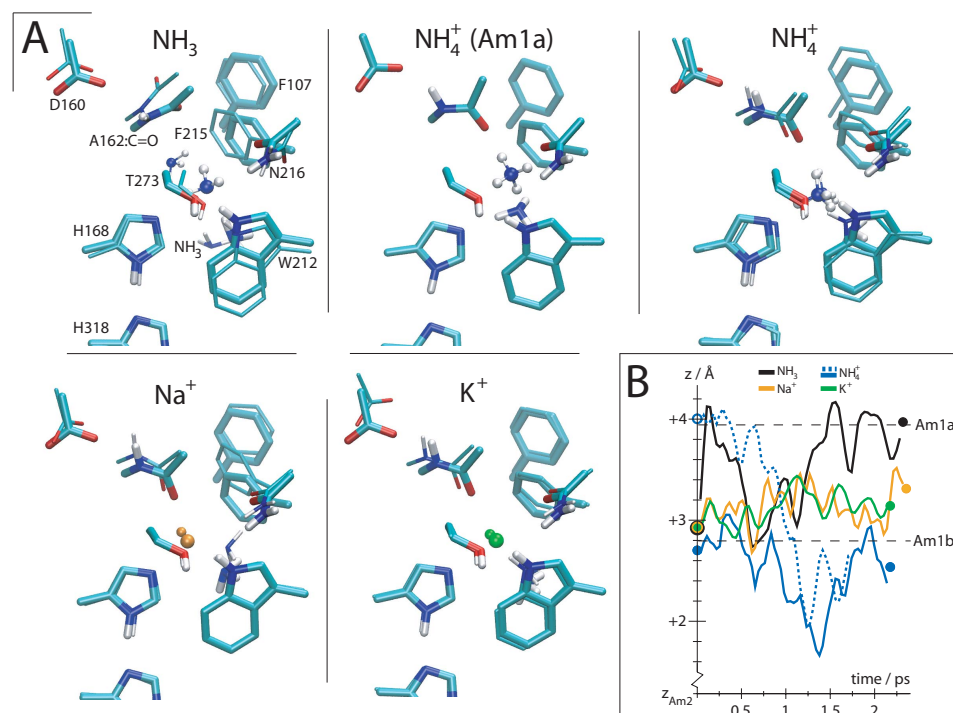 A
NH₃
NH₄⁺ (Am1a)
NH₄⁺
D160
F107
A162:C=O
F215
N216
T273
H168
NH₃
W212
H318
Na⁺
K⁺
B
z / Å
NH₃
NH₄⁺
Na⁺
K⁺
+4
Am1a
+3
Am1b
+2
time / ps
z_Am2
0.5
1
1.5
2